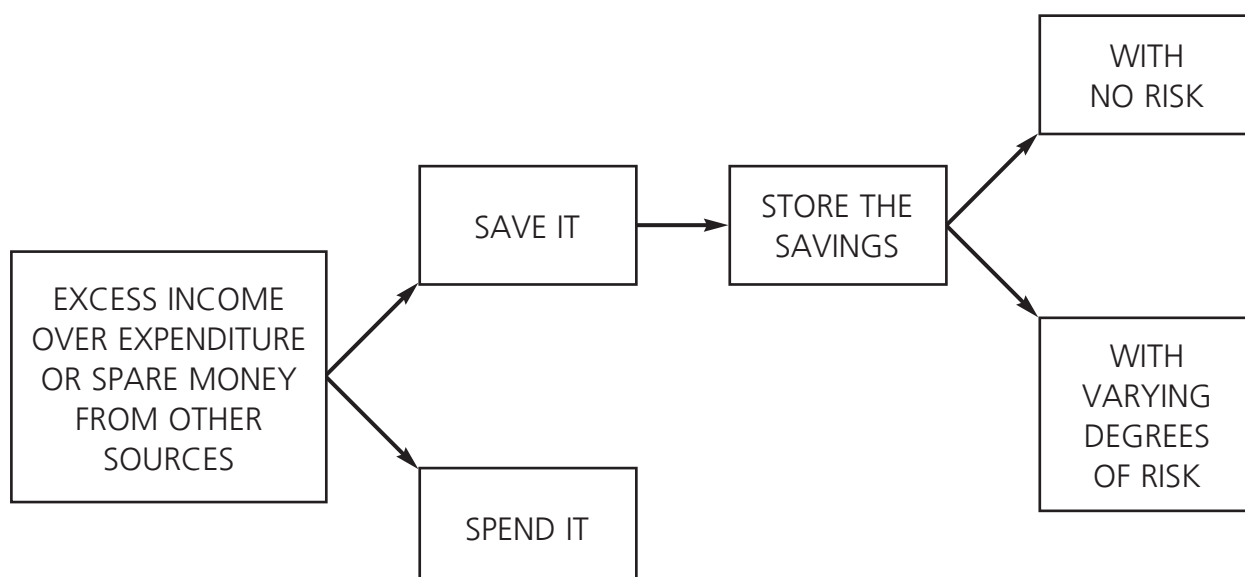 EXCESS INCOME
OVER EXPENDITURE
OR SPARE MONEY
FROM OTHER
SOURCES
SAVE IT
SPEND IT
STORE THE
SAVINGS
WITH
NO RISK
WITH
VARYING
DEGREES
OF RISK